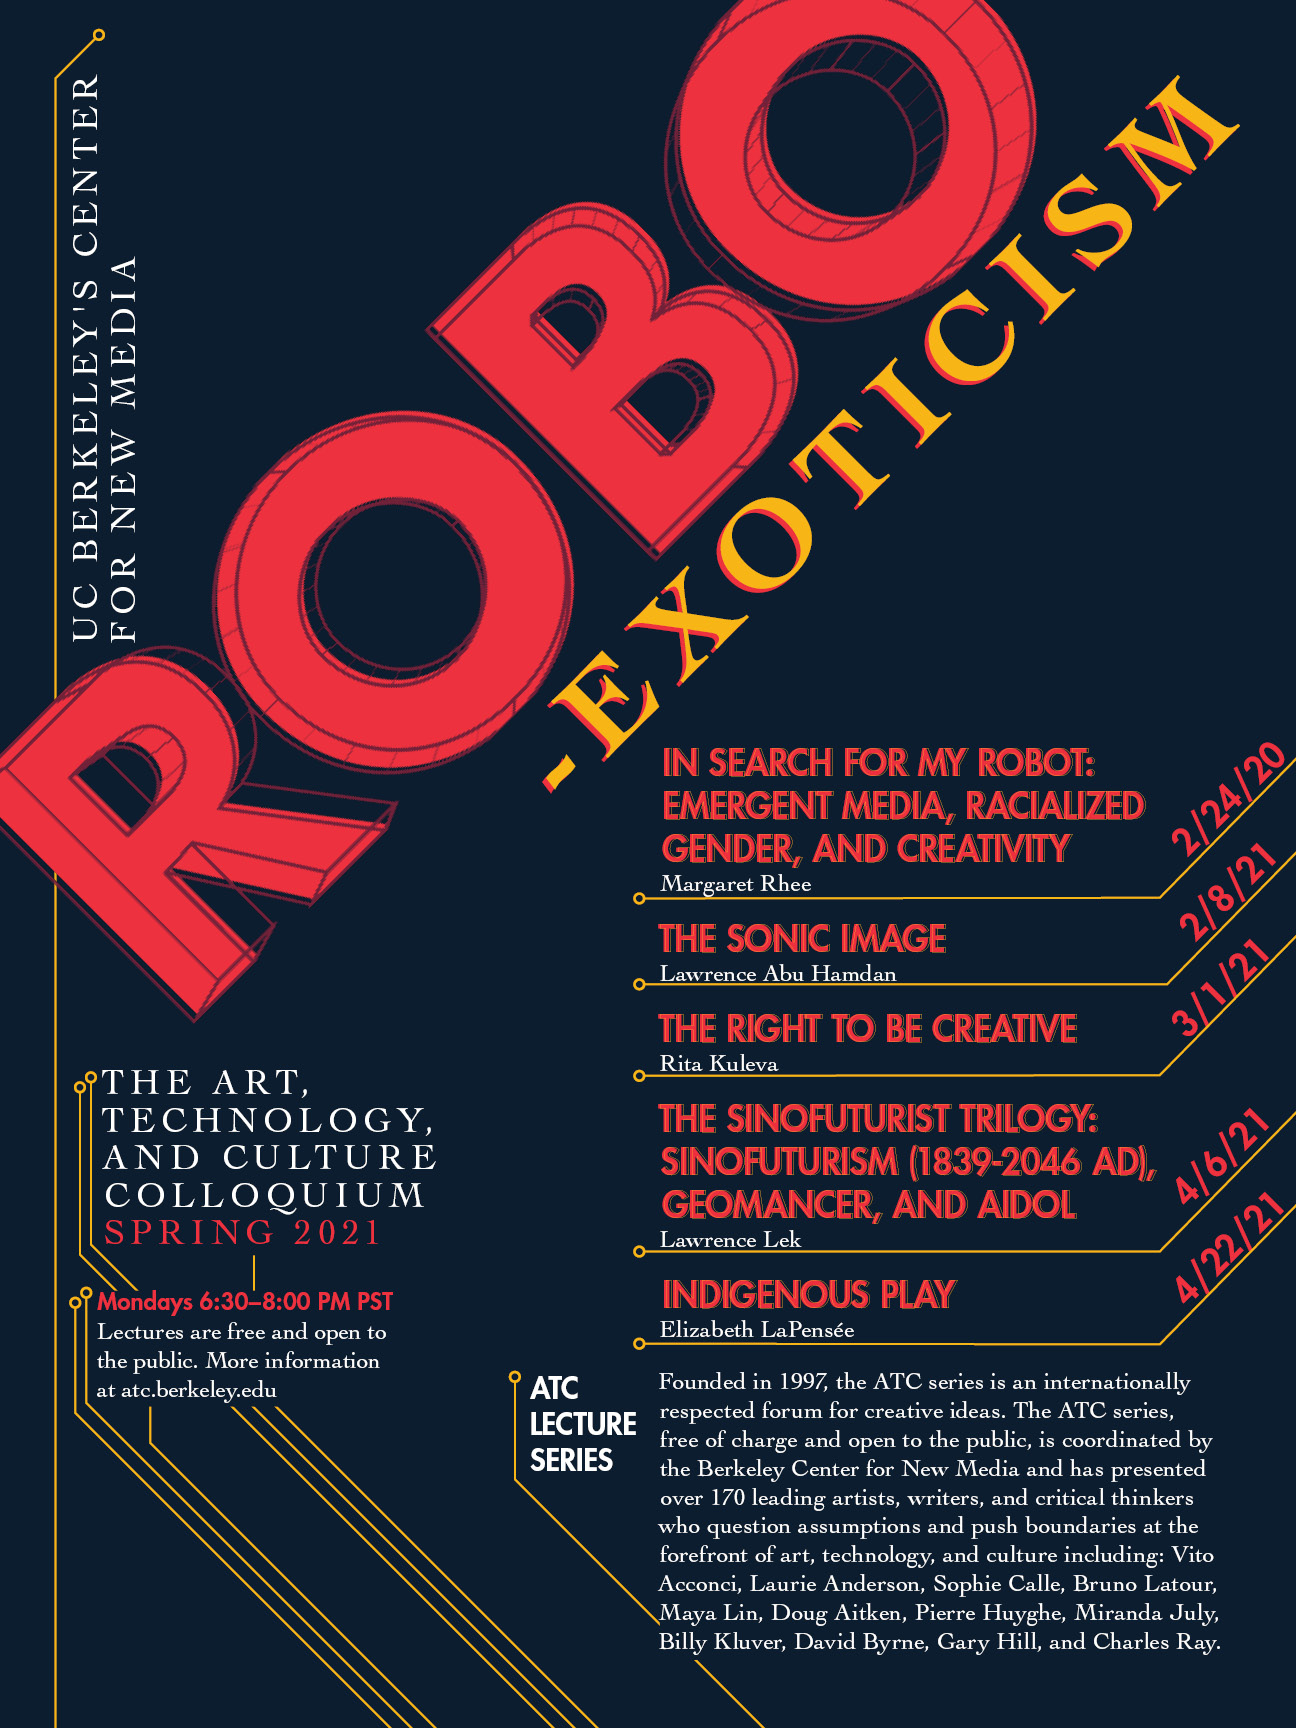 UC BERKELEY'S CENTER
FOR NEW MEDIA
ROBO
-EXOTICISM
IN SEARCH FOR MY ROBOT:
EMERGENT MEDIA, RACIALIZED
GENDER, AND CREATIVITY
Margaret Rhee
2/24/20
THE SONIC IMAGE
Lawrence Abu Hamdan
2/8/21
THE RIGHT TO BE CREATIVE
Rita Kuleva
3/1/21
THE SINOFUTURIST TRILOGY:
SINOFUTURISM (1839-2046 AD),
GEOMANCER, AND AIDOL
Lawrence Lek
4/6/21
INDIGENOUS PLAY
Elizabeth LaPensée
4/22/21
THE ART,
TECHNOLOGY,
AND CULTURE
COLLOQUIUM
SPRING 2021
Mondays 6:30–8:00 PM PST
Lectures are free and open to
the public. More information
at atc.berkeley.edu
ATC
LECTURE
SERIES
Founded in 1997, the ATC series is an internationally
respected forum for creative ideas. The ATC series,
free of charge and open to the public, is coordinated by
the Berkeley Center for New Media and has presented
over 170 leading artists, writers, and critical thinkers
who question assumptions and push boundaries at the
forefront of art, technology, and culture including: Vito
Acconci, Laurie Anderson, Sophie Calle, Bruno Latour,
Maya Lin, Doug Aitken, Pierre Huyghe, Miranda July,
Billy Kluver, David Byrne, Gary Hill, and Charles Ray.